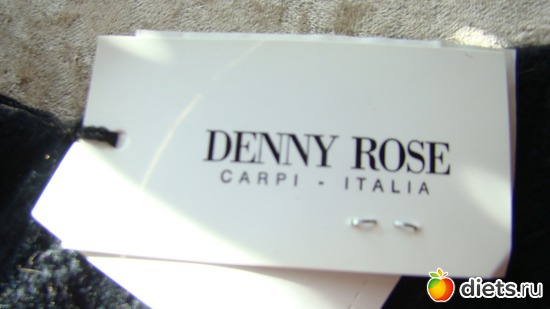 DENNY ROSE
CARPI - ITALIA
diets.ru